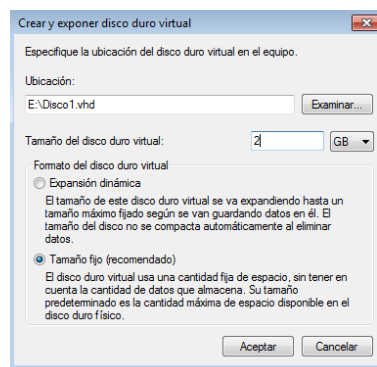 Crear y exponer disco duro virtual
Especifique la ubicación del disco duro virtual en el equipo.
Ubicación:
E:\Disco1.vhd
Examinar...
Tamaño del disco duro virtual:
2
GB
Formato del disco duro virtual
Expansión dinámica
El tamaño de este disco duro virtual se va expandiendo hasta un
tamaño máximo fijado según se van guardando datos en él. El
tamaño del disco no se compacta automáticamente al eliminar
datos.
Tamaño fijo (recomendado)
El disco duro virtual usa una cantidad fija de espacio, sin tener en
cuenta la cantidad de datos que almacena. Su tamaño
predeterminado es la cantidad máxima de espacio disponible en el
disco duro físico.
Aceptar
Cancelar